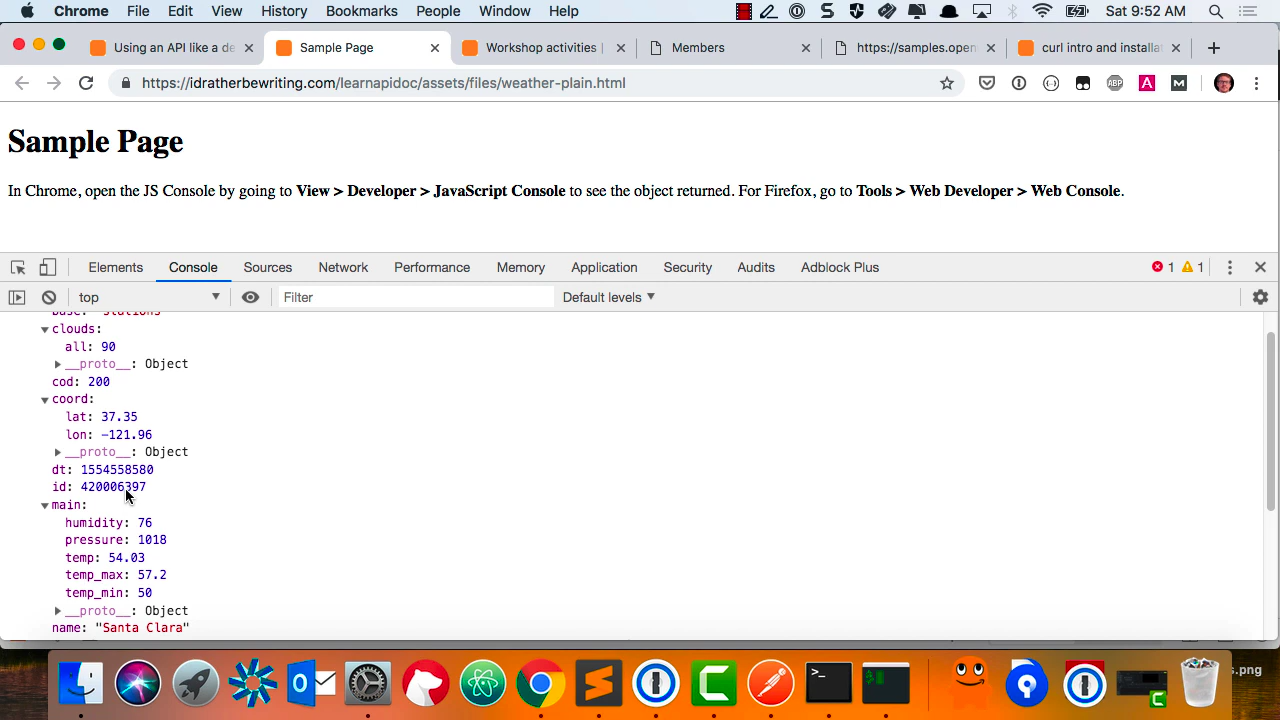 Chrome File Edit View History Bookmarks People Window Help Sat 9:52 AM
Using an API like a de Sample Page Workshop activities | Members https://samples.open curl intro and installat
https://idratherbewriting.com/learnapidoc/assets/files/weather-plain.html
Sample Page
In Chrome, open the JS Console by going to View > Developer > JavaScript Console to see the object returned. For Firefox, go to Tools > Web Developer > Web Console.
Elements Console Sources Network Performance Memory Application Security Audits Adblock Plus 1 1
top Filter Default levels
base: "stations"
clouds:
all: 90
__proto__: Object
cod: 200
coord:
lat: 37.35
lon: -121.96
__proto__: Object
dt: 1554558580
id: 420006397
main:
humidity: 76
pressure: 1018
temp: 54.03
temp_max: 57.2
temp_min: 50
__proto__: Object
name: "Santa Clara"
s.png